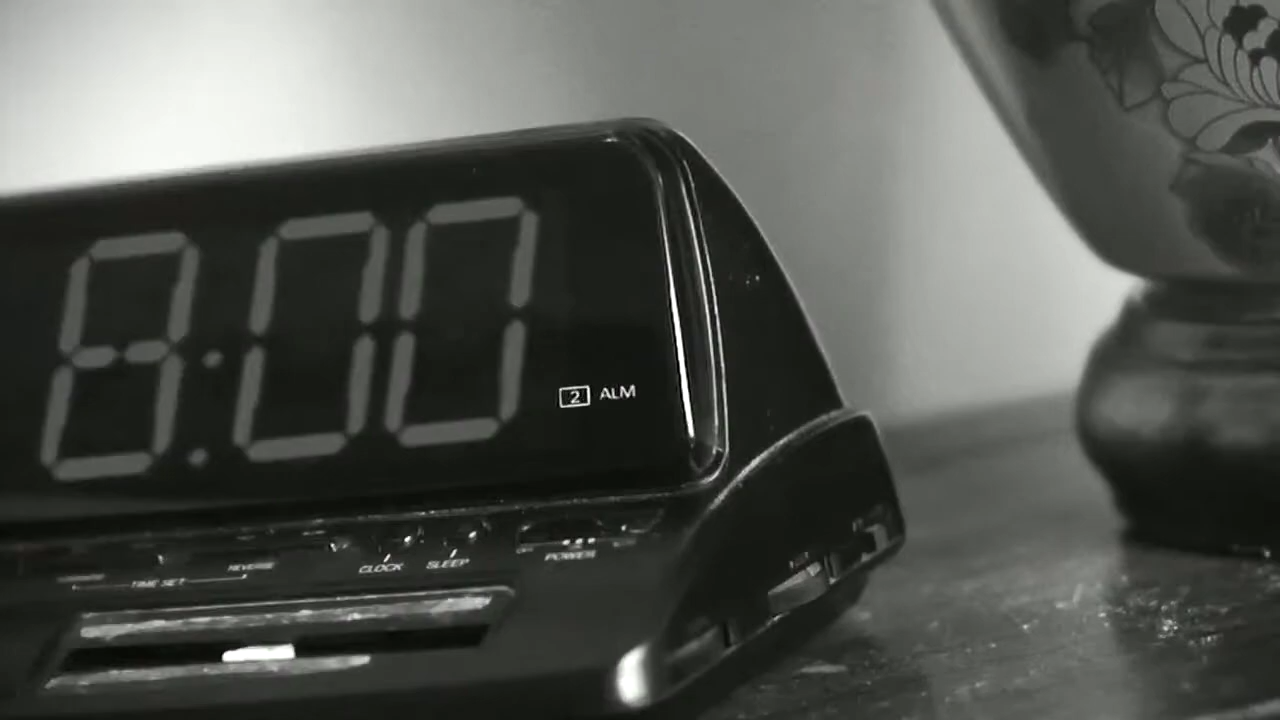 8:00
2 ALM
CLOCK SLEEP POWER
REVERSE
TIME SET